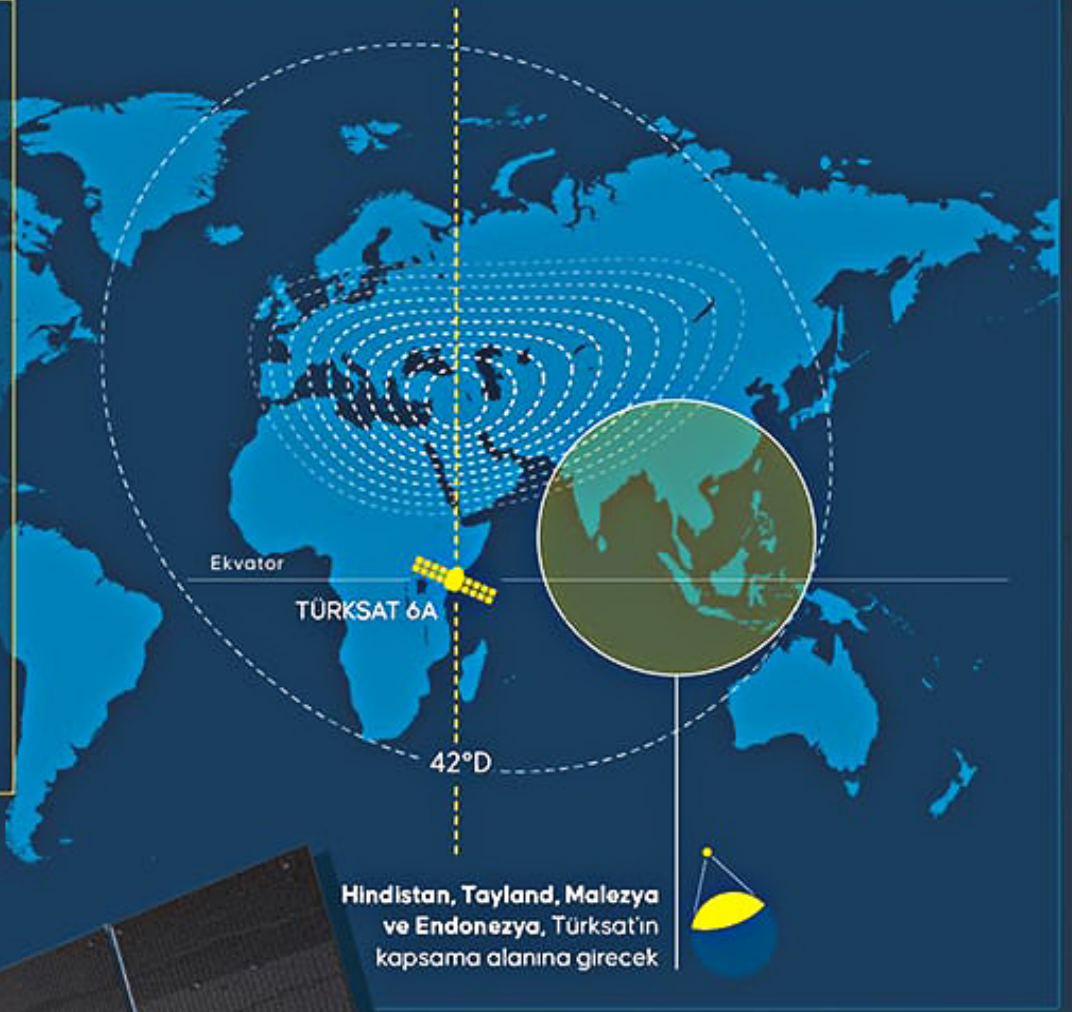 Ekvator
TÜRKSAT 6A
42°D
Hindistan, Tayland, Malezya
ve Endonezya, Türksat'ın
kapsama alanına girecek